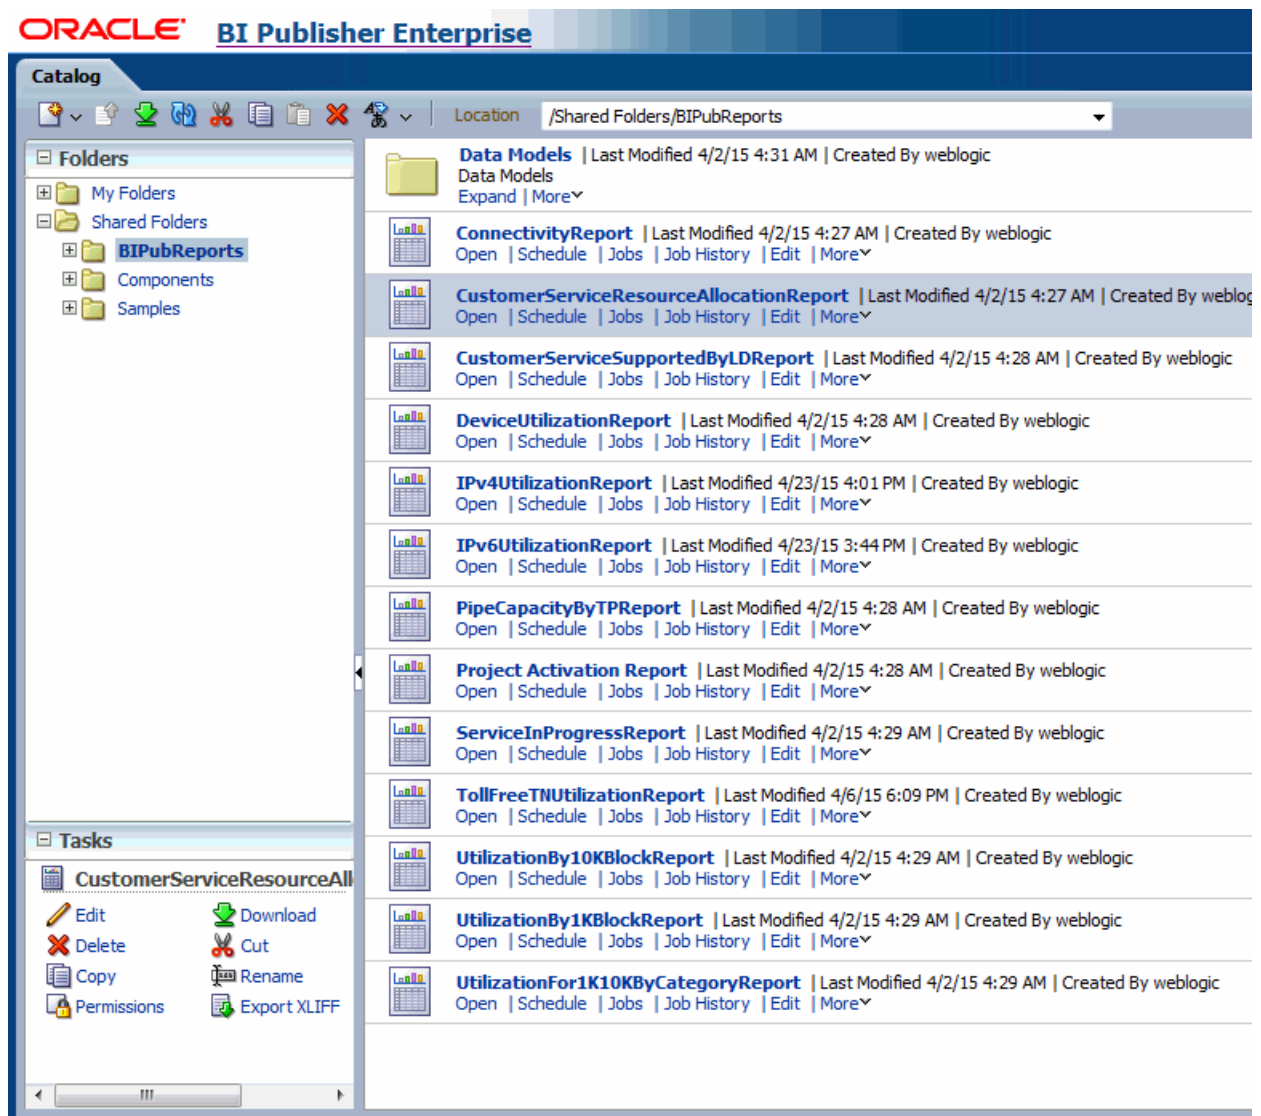 ORACLE BI Publisher Enterprise
Catalog
Location /Shared Folders/BIPubReports
Folders
My Folders
Shared Folders
BIPubReports
Components
Samples
Data Models | Last Modified 4/2/15 4:31 AM | Created By weblogic
Data Models
Expand | More
ConnectivityReport | Last Modified 4/2/15 4:27 AM | Created By weblogic
Open | Schedule | Jobs | Job History | Edit | More
CustomerServiceResourceAllocationReport | Last Modified 4/2/15 4:27 AM | Created By weblog
Open | Schedule | Jobs | Job History | Edit | More
CustomerServiceSupportedByLDReport | Last Modified 4/2/15 4:28 AM | Created By weblogic
Open | Schedule | Jobs | Job History | Edit | More
DeviceUtilizationReport | Last Modified 4/2/15 4:28 AM | Created By weblogic
Open | Schedule | Jobs | Job History | Edit | More
IPv4UtilizationReport | Last Modified 4/23/15 4:01 PM | Created By weblogic
Open | Schedule | Jobs | Job History | Edit | More
IPv6UtilizationReport | Last Modified 4/23/15 3:44 PM | Created By weblogic
Open | Schedule | Jobs | Job History | Edit | More
PipeCapacityByTPReport | Last Modified 4/2/15 4:28 AM | Created By weblogic
Open | Schedule | Jobs | Job History | Edit | More
Project Activation Report | Last Modified 4/2/15 4:28 AM | Created By weblogic
Open | Schedule | Jobs | Job History | Edit | More
ServiceInProgressReport | Last Modified 4/2/15 4:29 AM | Created By weblogic
Open | Schedule | Jobs | Job History | Edit | More
TollFreeTNUtilizationReport | Last Modified 4/6/15 6:09 PM | Created By weblogic
Open | Schedule | Jobs | Job History | Edit | More
UtilizationBy10KBlockReport | Last Modified 4/2/15 4:29 AM | Created By weblogic
Open | Schedule | Jobs | Job History | Edit | More
UtilizationBy1KBlockReport | Last Modified 4/2/15 4:29 AM | Created By weblogic
Open | Schedule | Jobs | Job History | Edit | More
UtilizationFor1K10KByCategoryReport | Last Modified 4/2/15 4:29 AM | Created By weblogic
Open | Schedule | Jobs | Job History | Edit | More
Tasks
CustomerServiceResourceAll
Edit Download
Delete Cut
Copy Rename
Permissions Export XLIFF